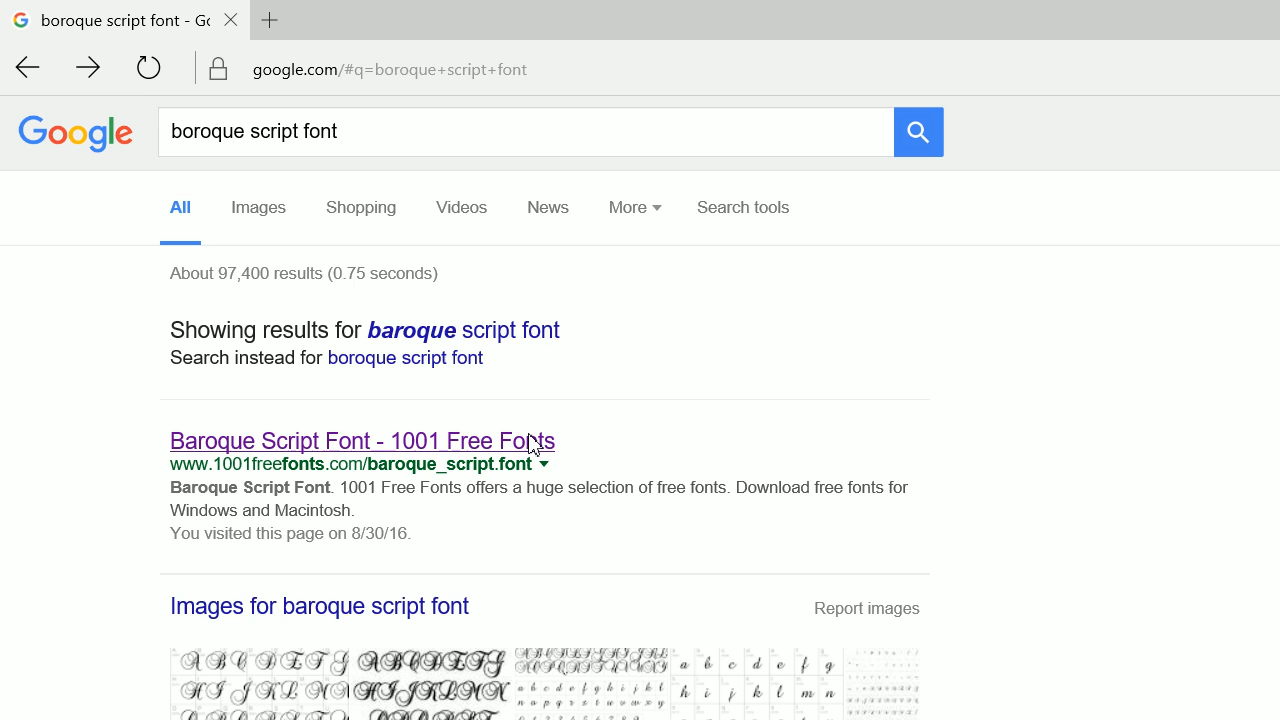 boroque script font - Go
google.com/#q=boroque+script+font
Google
boroque script font
All Images Shopping Videos News More Search tools
About 97,400 results (0.75 seconds)
Showing results for baroque script font
Search instead for boroque script font
Baroque Script Font - 1001 Free Fonts
www.1001freefonts.com/baroque_script.font
Baroque Script Font. 1001 Free Fonts offers a huge selection of free fonts. Download free fonts for
Windows and Macintosh.
You visited this page on 8/30/16.
Images for baroque script font Report images
A B C D E F G A B C D E F G a b c d e f g
H I J K L M N H I J K L M N h i j k l m n